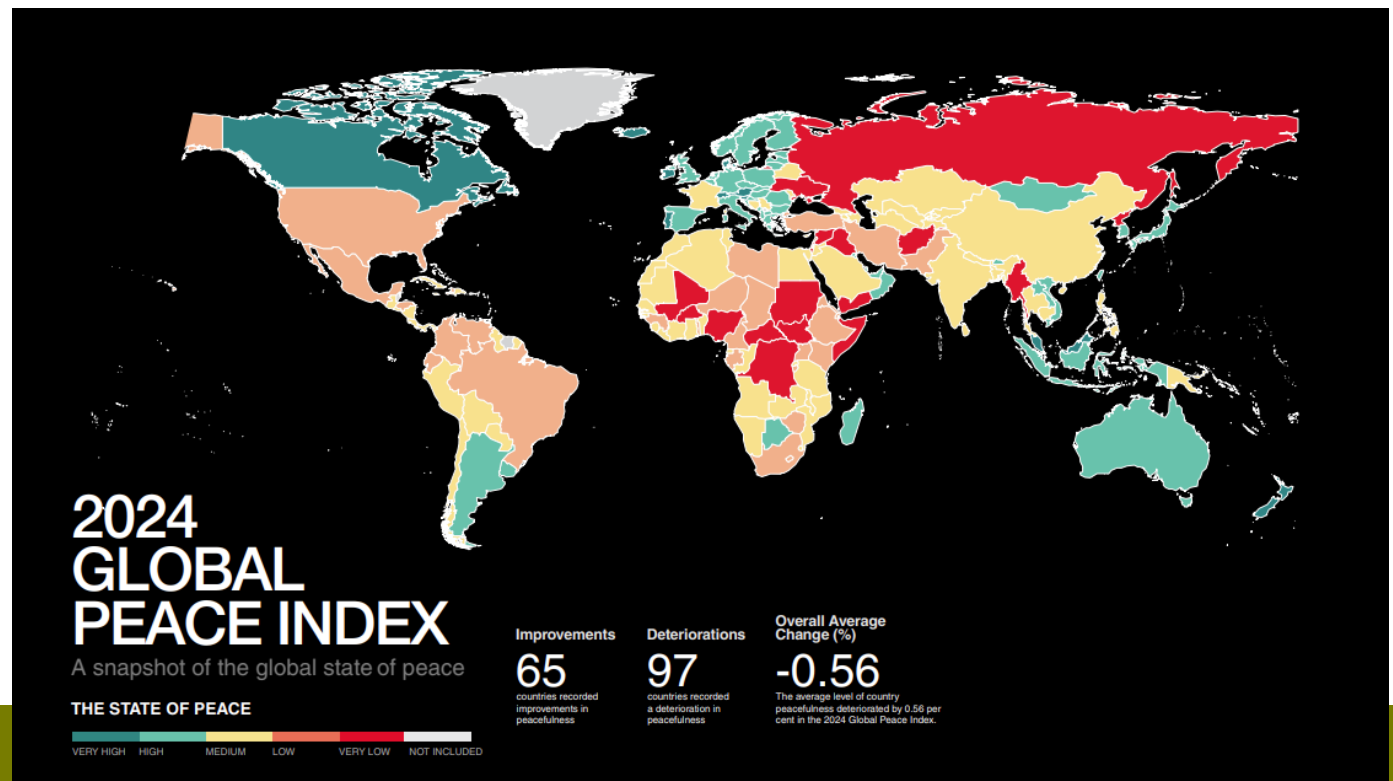 2024
GLOBAL
PEACE INDEX
A snapshot of the global state of peace
THE STATE OF PEACE
VERY HIGH HIGH MEDIUM LOW VERY LOW NOT INCLUDED
Improvements
65
countries recorded
improvements in
peacefulness
Deteriorations
97
countries recorded
a deterioration in
peacefulness
Overall Average
Change (%)
-0.56
The average level of country
peacefulness deteriorated by 0.56 per
cent in the 2024 Global Peace Index.